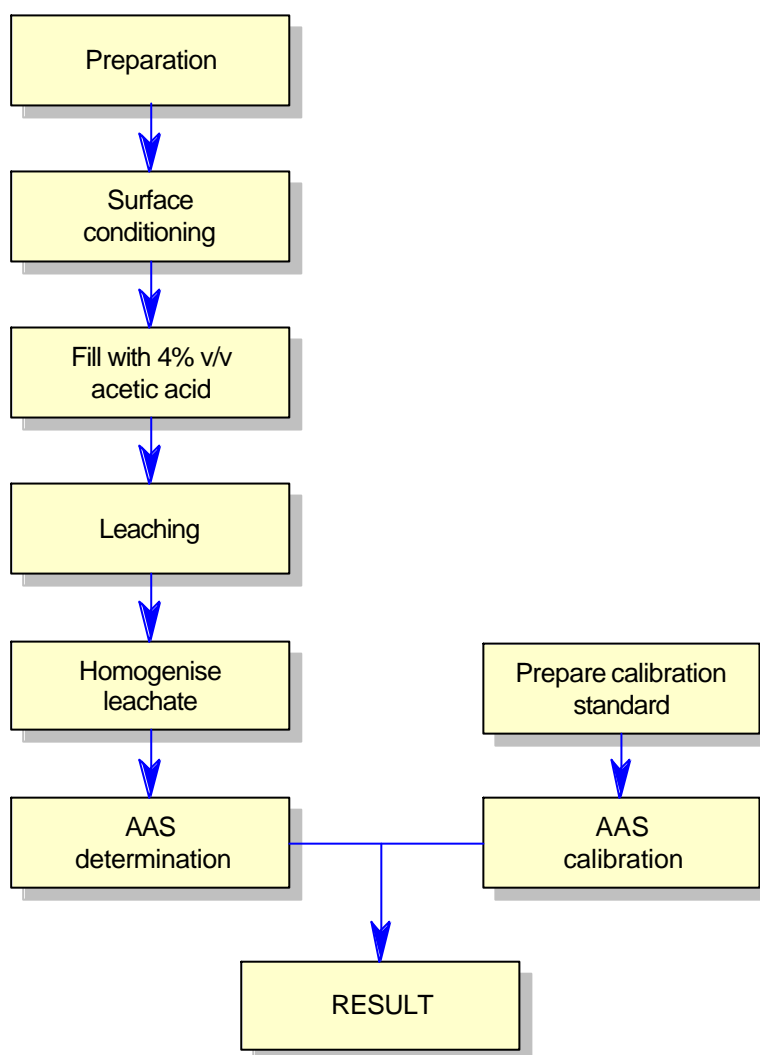 Preparation
Surface
conditioning
Fill with 4% v/v
acetic acid
Leaching
Homogenise
leachate
Prepare calibration
standard
AAS
determination
AAS
calibration
RESULT